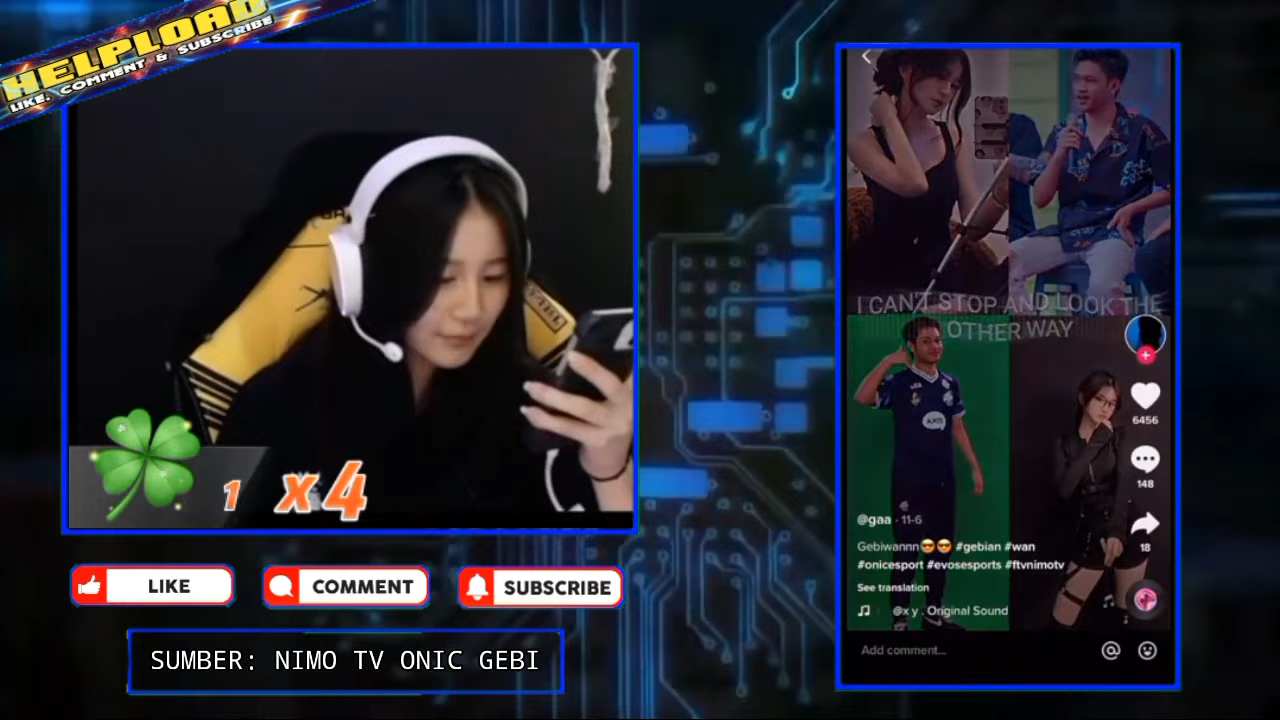 HELPLOAD
LIKE. COMMENT & SUBSCRIBE
1 x4
LIKE
COMMENT
SUBSCRIBE
SUMBER: NIMO TV ONIC GEBI
I CAN'T STOP AND LOOK THE
OTHER WAY
AXIS
6456
148
18
@gaa · 11-6
Gebiwannn😎😎 #gebian #wan
#onicesport #evosesports #ftvnimotv
See translation
@x y . Original Sound
Add comment...